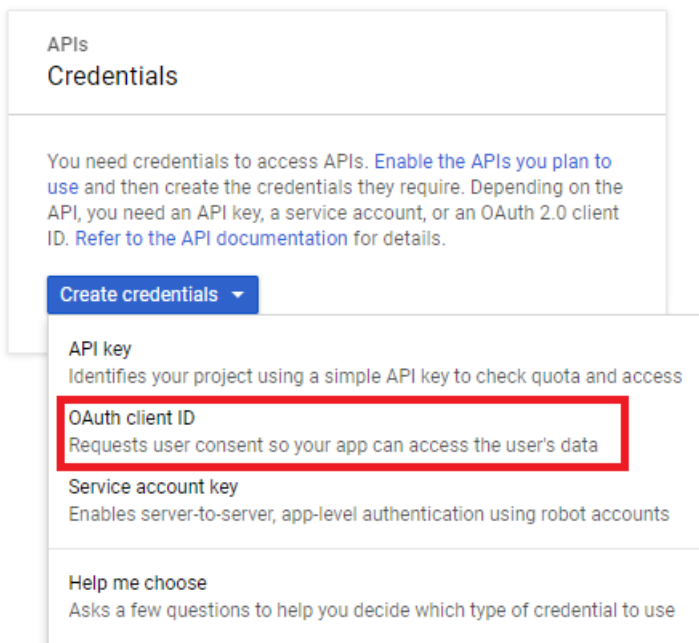 APIs
Credentials
You need credentials to access APIs. Enable the APIs you plan to
use and then create the credentials they require. Depending on the
API, you need an API key, a service account, or an OAuth 2.0 client
ID. Refer to the API documentation for details.
Create credentials
API key
Identifies your project using a simple API key to check quota and access
OAuth client ID
Requests user consent so your app can access the user's data
Service account key
Enables server-to-server, app-level authentication using robot accounts
Help me choose
Asks a few questions to help you decide which type of credential to use